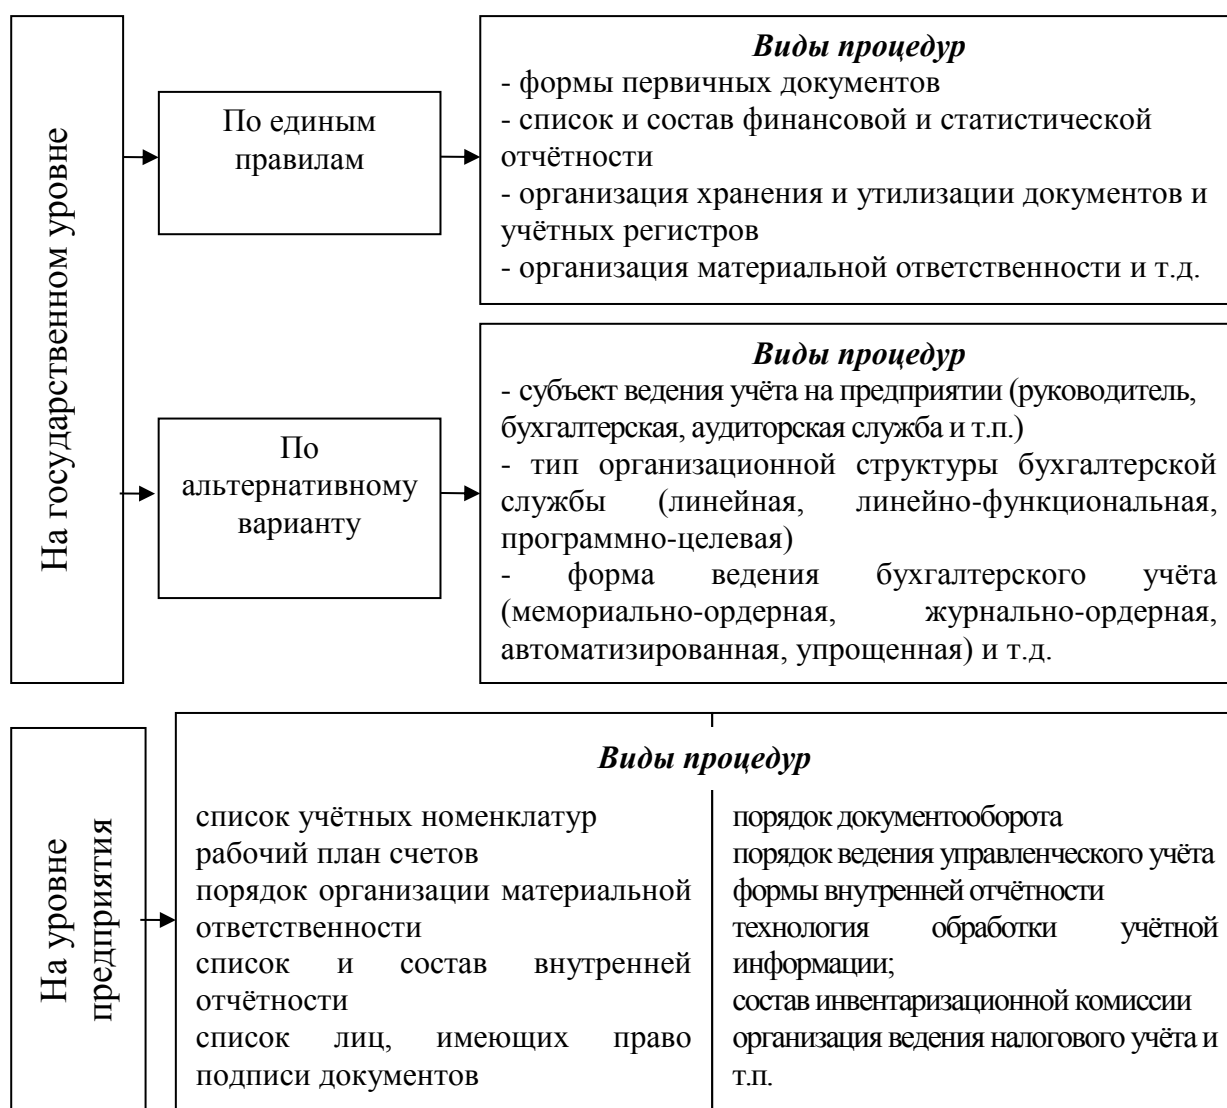 На государственном уровне
По единым
правилам
Виды процедур
- формы первичных документов
- список и состав финансовой и статистической
отчётности
- организация хранения и утилизации документов и
учётных регистров
- организация материальной ответственности и т.д.
По
альтернативному
варианту
Виды процедур
- субъект ведения учёта на предприятии (руководитель,
бухгалтерская, аудиторская служба и т.п.)
- тип организационной структуры бухгалтерской
службы (линейная, линейно-функциональная,
программно-целевая)
- форма ведения бухгалтерского учёта
(мемориально-ордерная, журнально-ордерная,
автоматизированная, упрощенная) и т.д.
На уровне
предприятия
Виды процедур
список учётных номенклатур
рабочий план счетов
порядок организации материальной
ответственности
список и состав внутренней
отчётности
список лиц, имеющих право
подписи документов
порядок документооборота
порядок ведения управленческого учёта
формы внутренней отчётности
технология обработки учётной
информации;
состав инвентаризационной комиссии
организация ведения налогового учёта и
т.п.